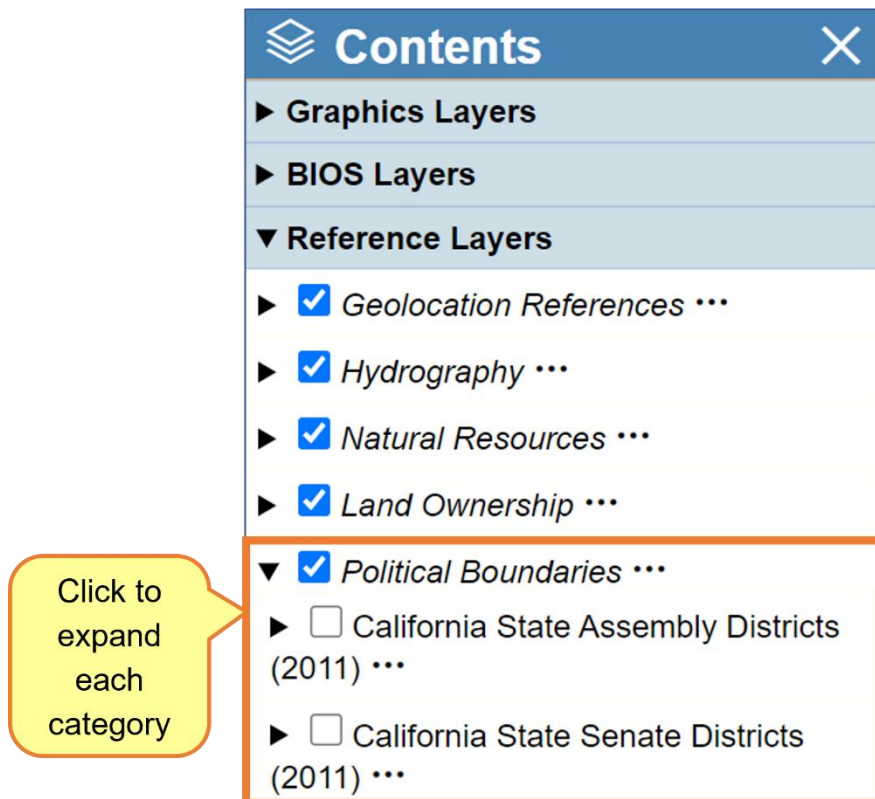 Contents
Graphics Layers
BIOS Layers
Reference Layers
Geolocation References •••
Hydrography •••
Natural Resources •••
Land Ownership •••
Political Boundaries •••
California State Assembly Districts
(2011) •••
California State Senate Districts
(2011) •••
Click to
expand
each
category